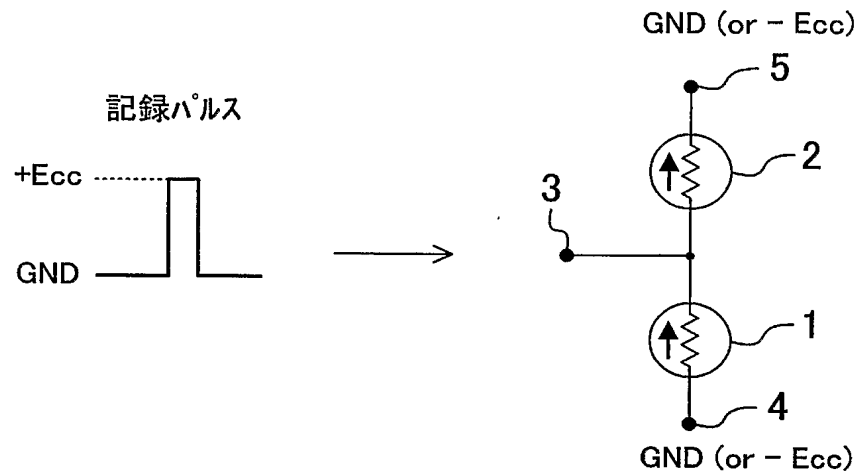 GND (or - Ecc)
5
記録パルス
+Ecc
2
3
GND
1
4
GND (or - Ecc)